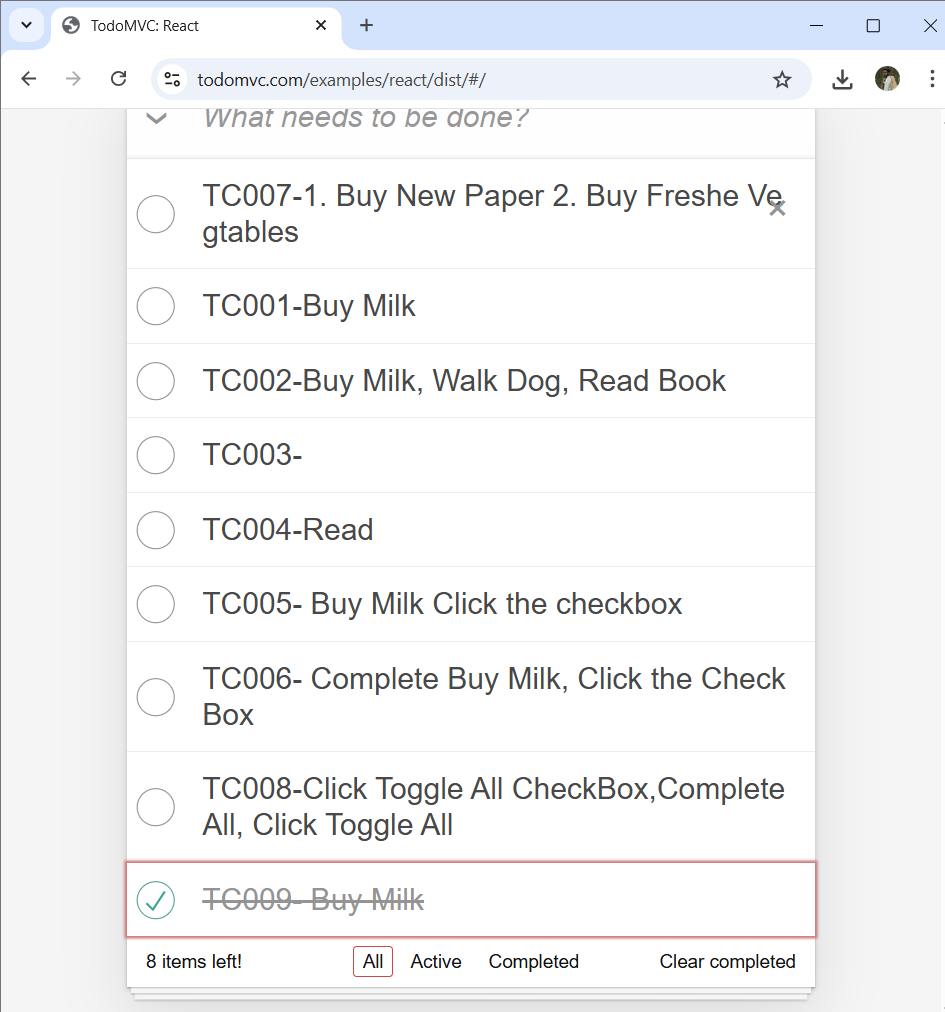 TodoMVC: React
todomvc.com/examples/react/dist/#/
What needs to be done?
TC007-1. Buy New Paper 2. Buy Freshe Ve
gtables
TC001-Buy Milk
TC002-Buy Milk, Walk Dog, Read Book
TC003-
TC004-Read
TC005- Buy Milk Click the checkbox
TC006- Complete Buy Milk, Click the Check
Box
TC008-Click Toggle All CheckBox,Complete
All, Click Toggle All
TC009- Buy Milk
8 items left! All Active Completed Clear completed